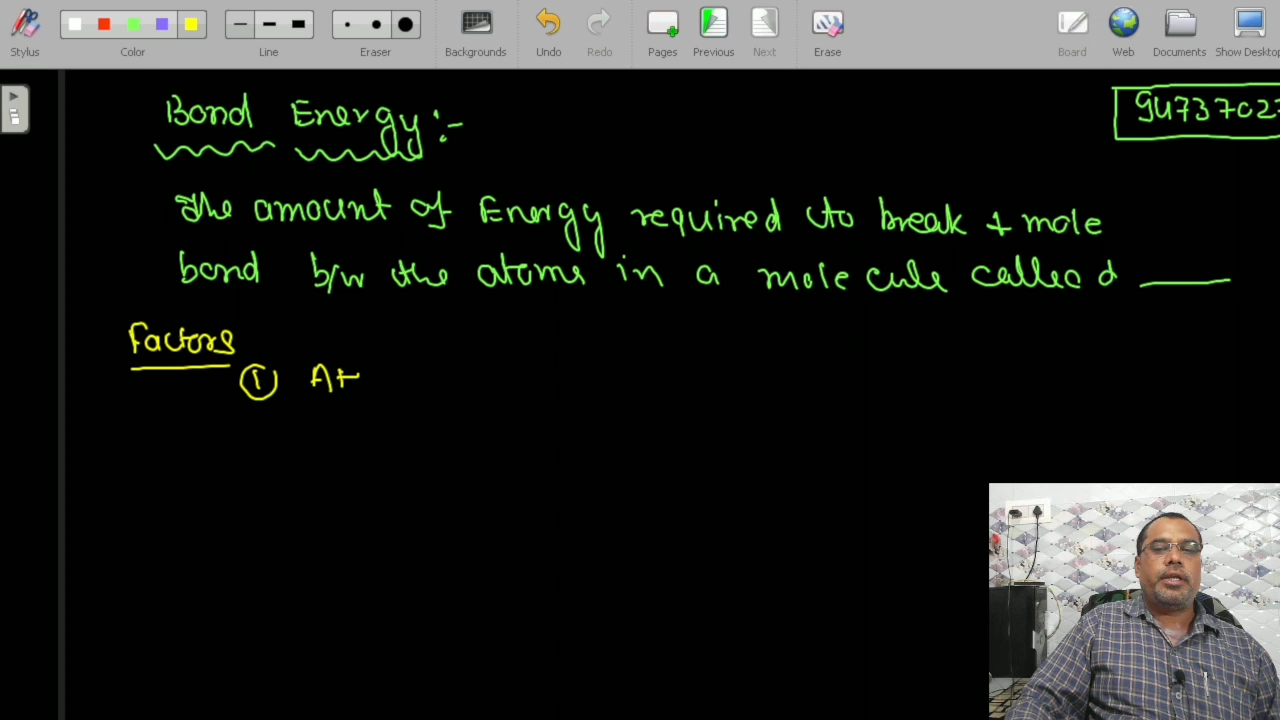 Stylus
Color
Line
Eraser
Backgrounds
Undo
Redo
Pages
Previous
Next
Erase
Board
Web
Documents
Show Desktop
Bond Energy:-
The amount of Energy required to break 1 mole
bond b/w the atoms in a molecule called
Factors
① At